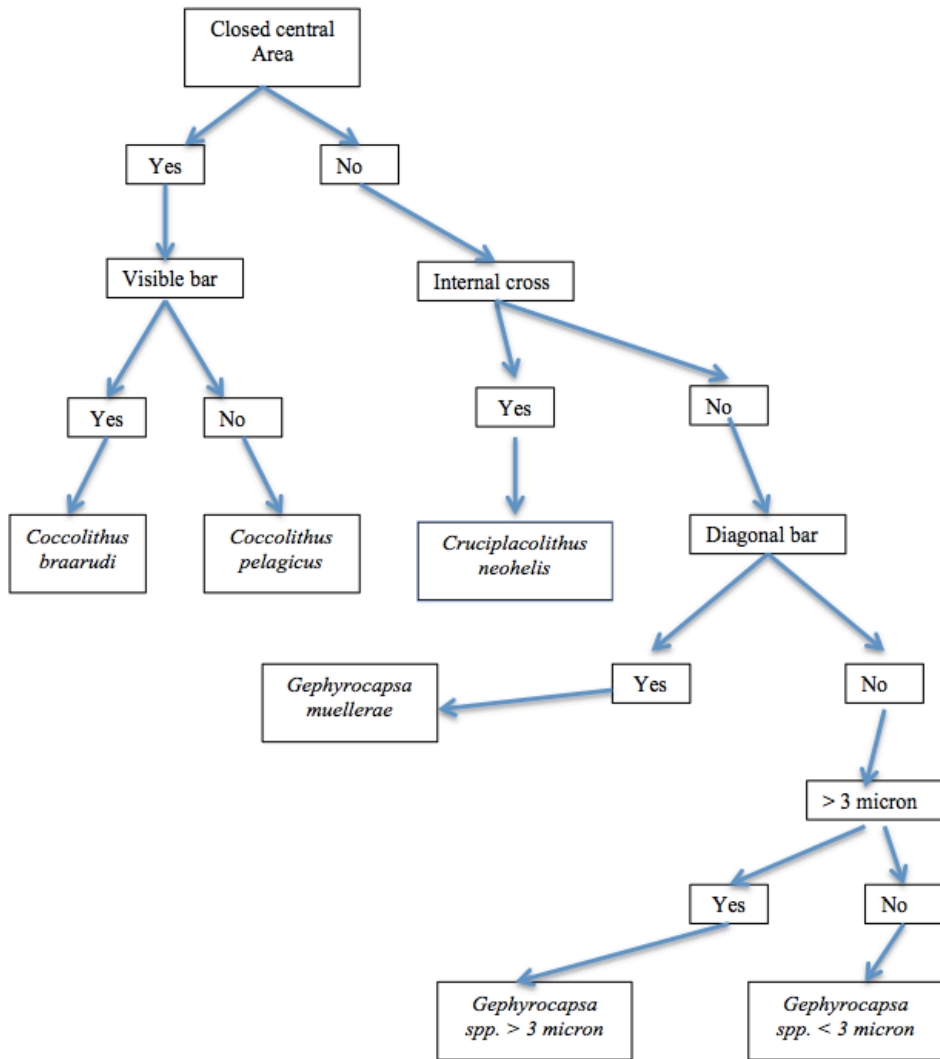 Closed central
Area
Yes
No
Visible bar
Internal cross
Yes
No
Yes
No
Coccolithus
braarudi
Coccolithus
pelagicus
Cruciplacolithus
neohelis
Diagonal bar
Gephyrocapsa
muellerae
Yes
No
> 3 micron
Yes
No
Gephyrocapsa
spp. > 3 micron
Gephyrocapsa
spp. < 3 micron